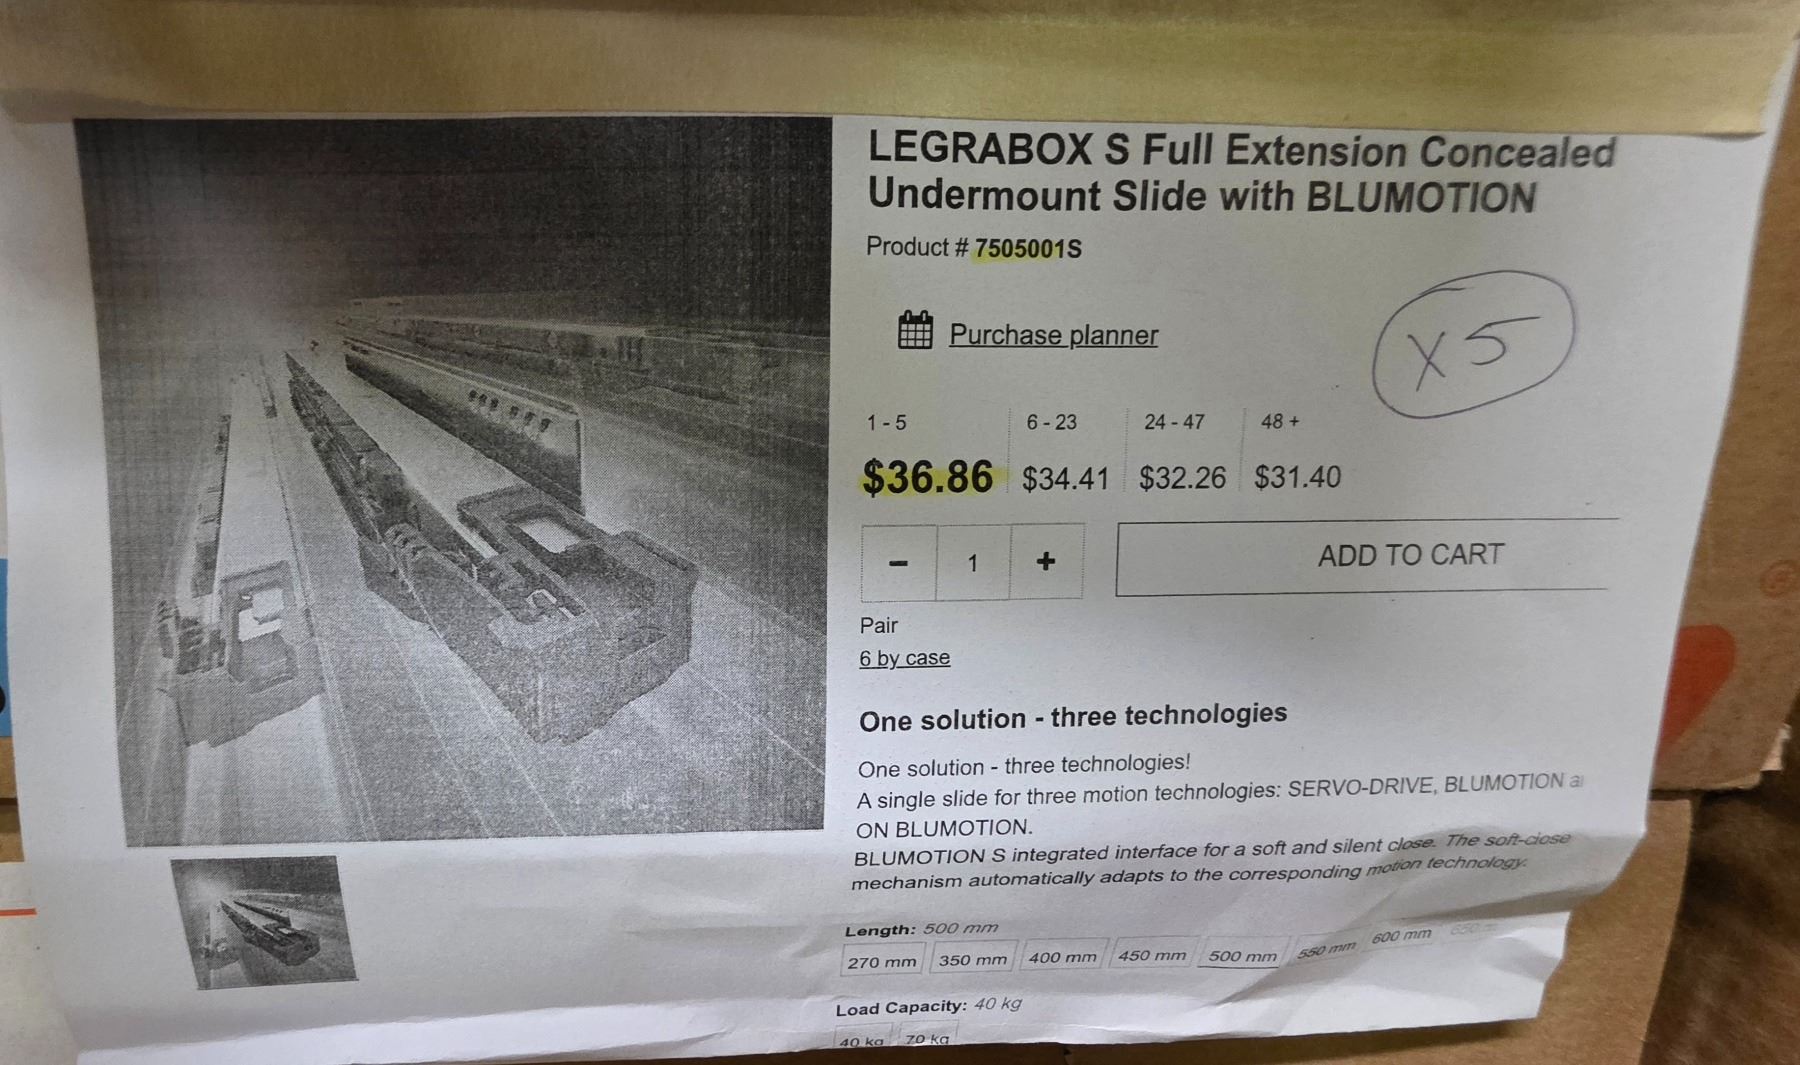 LEGRABOX S Full Extension Concealed
Undermount Slide with BLUMOTION
Product # 7505001S
Purchase planner
X5
1 - 5 6 - 23 24 - 47 48 +
$36.86 $34.41 $32.26 $31.40
- 1 + ADD TO CART
Pair
6 by case
One solution - three technologies
One solution - three technologies!
A single slide for three motion technologies: SERVO-DRIVE, BLUMOTION
ON BLUMOTION.
BLUMOTION S integrated interface for a soft and silent close. The soft-close
mechanism automatically adapts to the corresponding motion technology.
Length: 500 mm
270 mm 350 mm 400 mm 450 mm 500 mm 550 mm 600 mm
Load Capacity: 40 kg
40 kg 70 kg